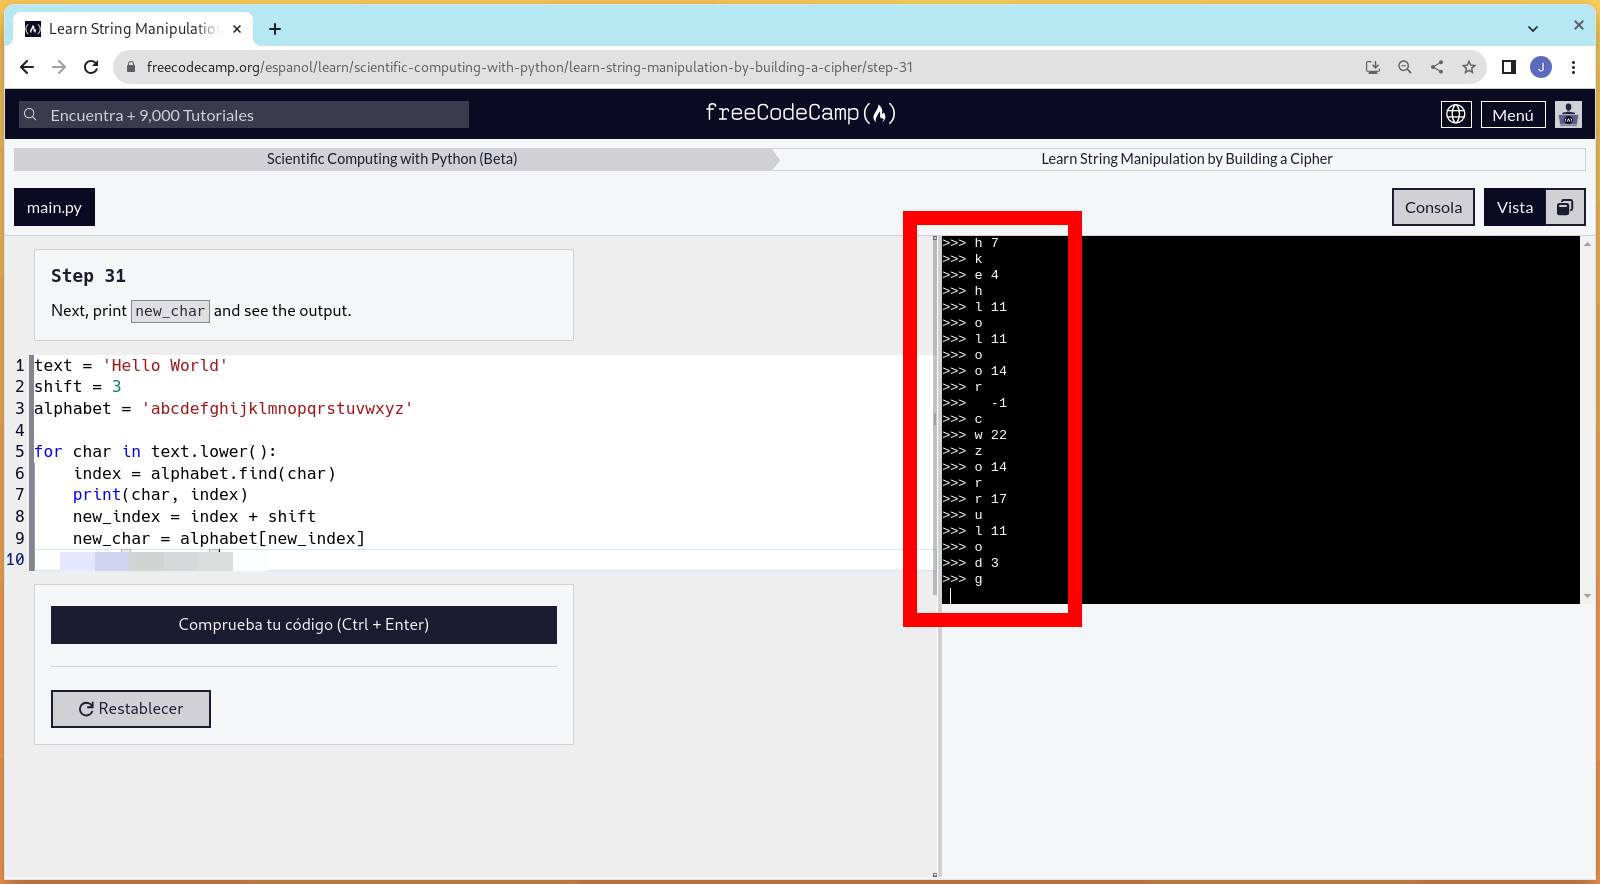 Learn String Manipulatio
freecodecamp.org/espanol/learn/scientific-computing-with-python/learn-string-manipulation-by-building-a-cipher/step-31
J
Encuentra + 9,000 Tutoriales
freeCodeCamp
Menú
Scientific Computing with Python (Beta)
Learn String Manipulation by Building a Cipher
main.py
Consola
Vista
Step 31
Next, print new_char and see the output.
1 text = 'Hello World'
2 shift = 3
3 alphabet = 'abcdefghijklmnopqrstuvwxyz'
4
5 for char in text.lower():
6     index = alphabet.find(char)
7     print(char, index)
8     new_index = index + shift
9     new_char = alphabet[new_index]
10
Comprueba tu código (Ctrl + Enter)
Restablecer
>>> h 7
>>> k
>>> e 4
>>> h
>>> l 11
>>> o
>>> l 11
>>> o
>>> o 14
>>> r
>>>   -1
>>> c
>>> w 22
>>> z
>>> o 14
>>> r
>>> r 17
>>> u
>>> l 11
>>> o
>>> d 3
>>> g